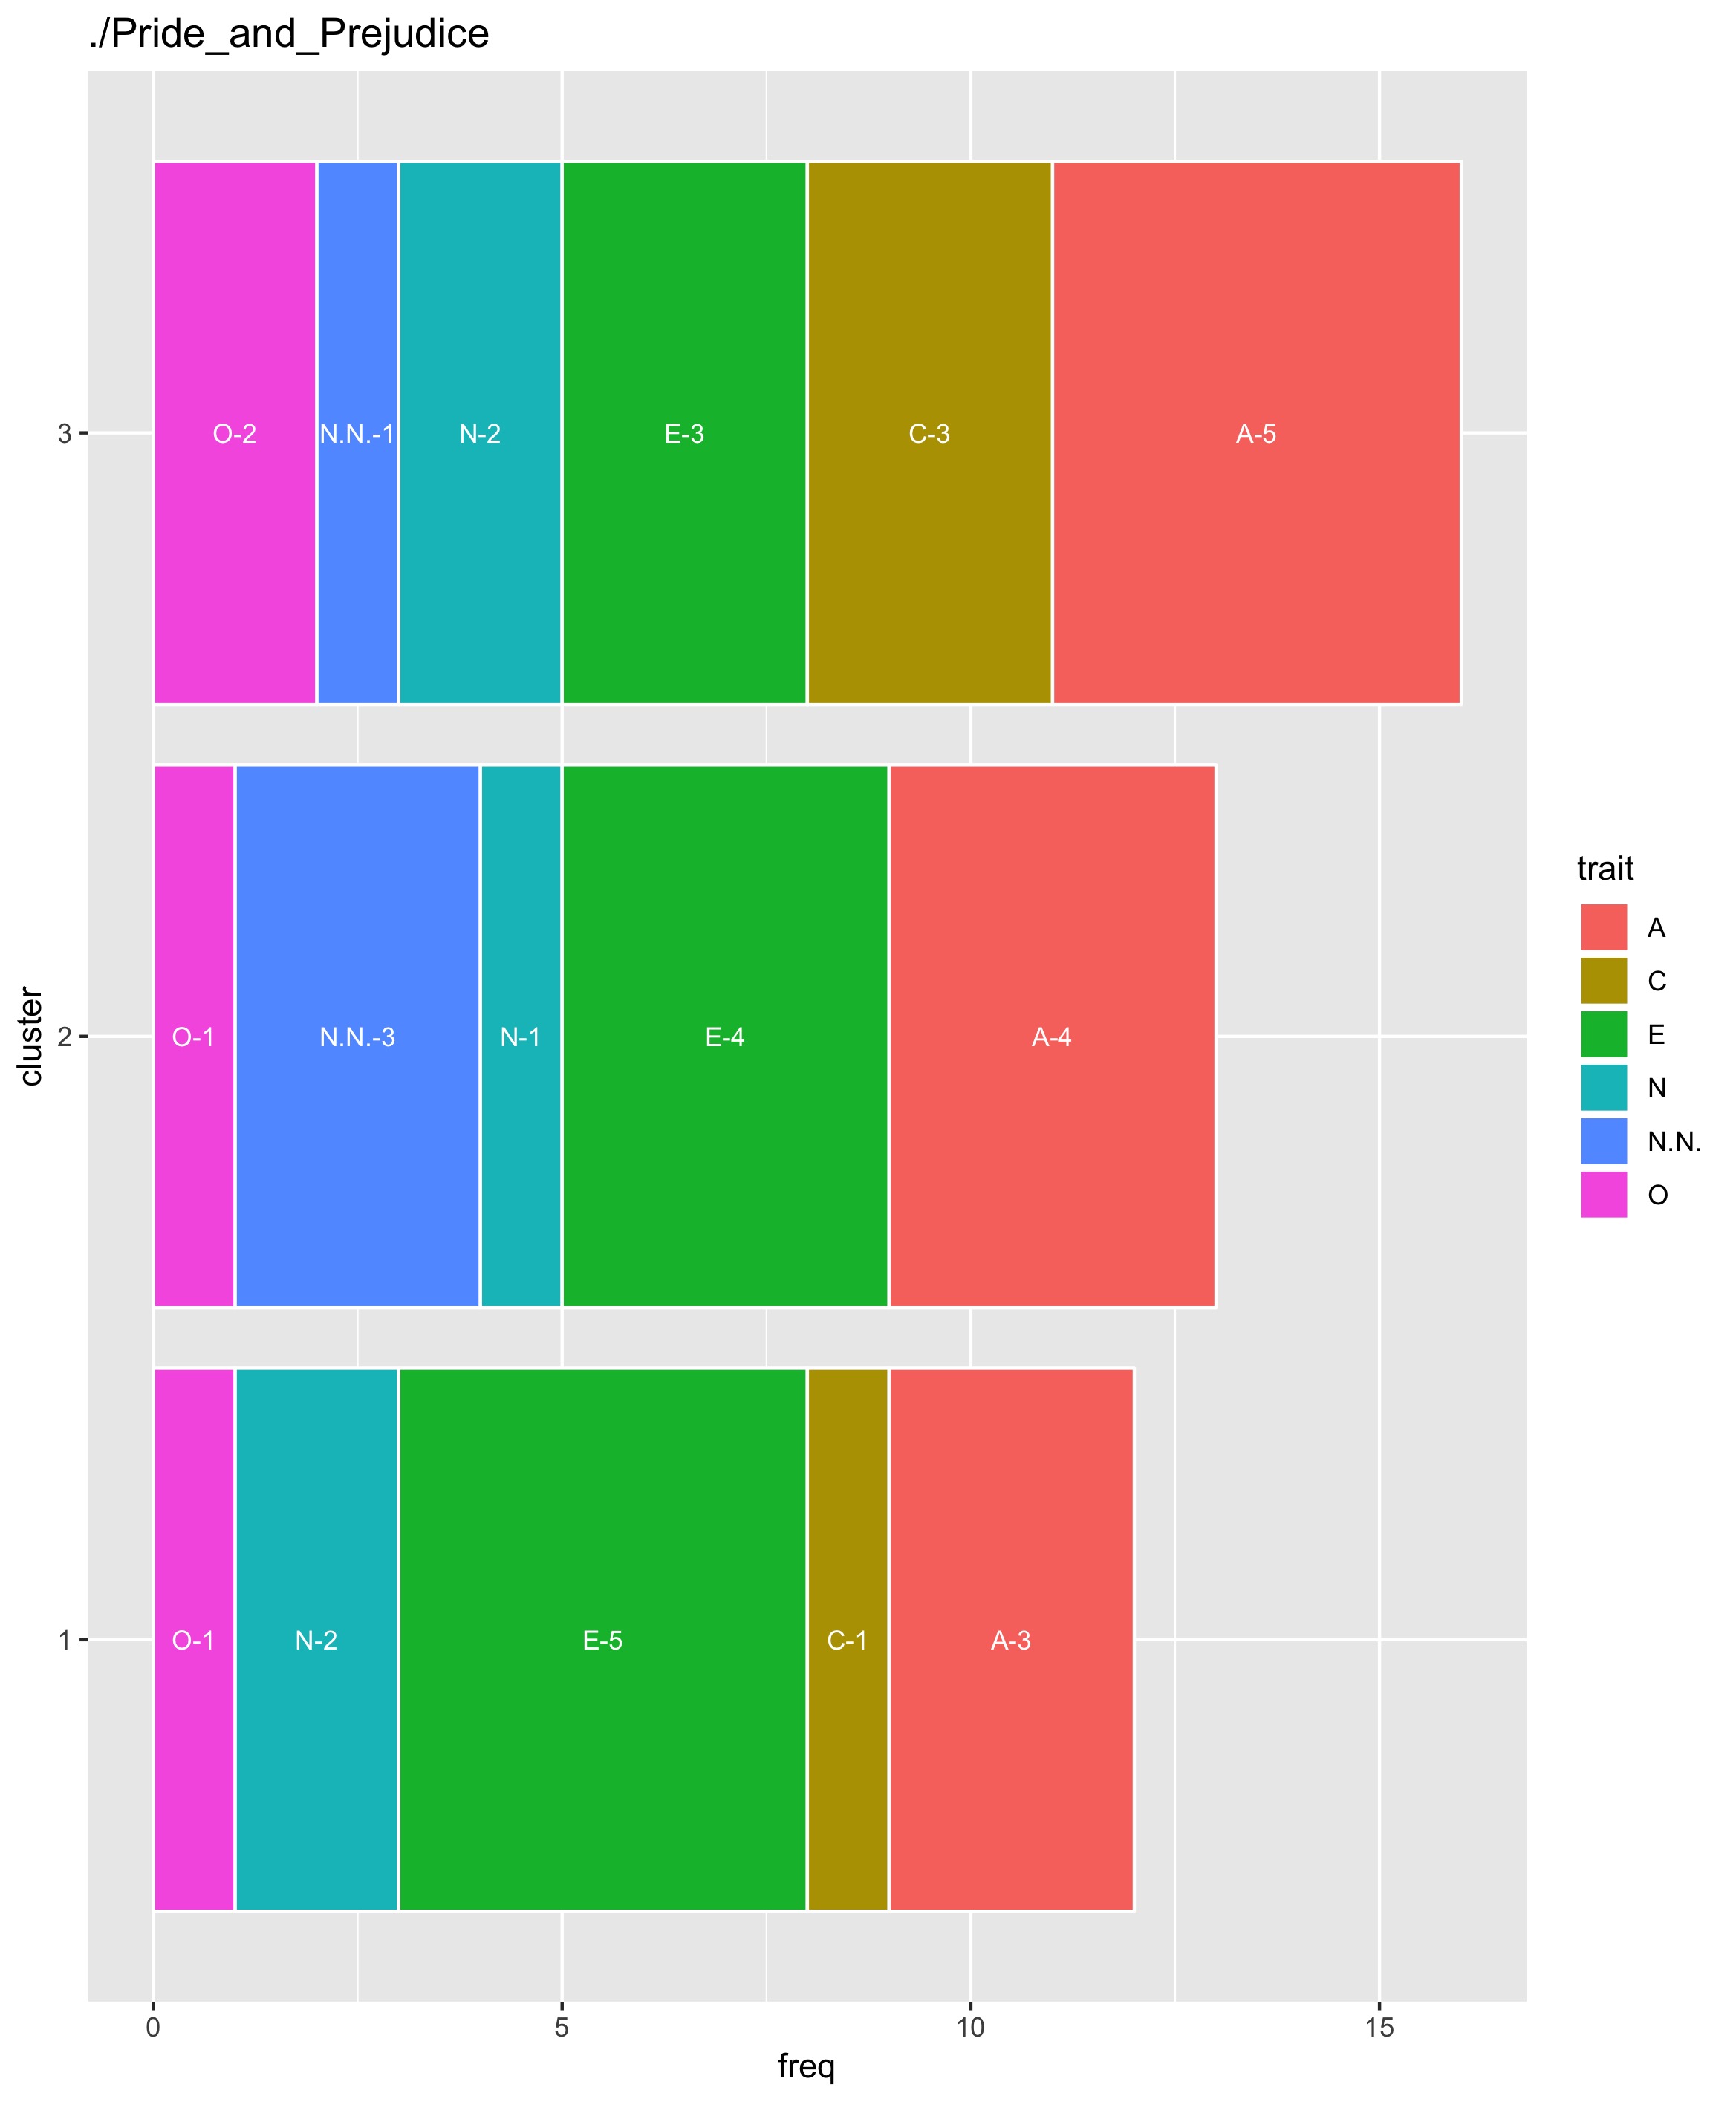 ./Pride_and_Prejudice
cluster
3
O-2 N.N.-1 N-2 E-3 C-3 A-5
2
O-1 N.N.-3 N-1 E-4 A-4
1
O-1 N-2 E-5 C-1 A-3
0 5 10 15
freq
trait
A
C
E
N
N.N.
O